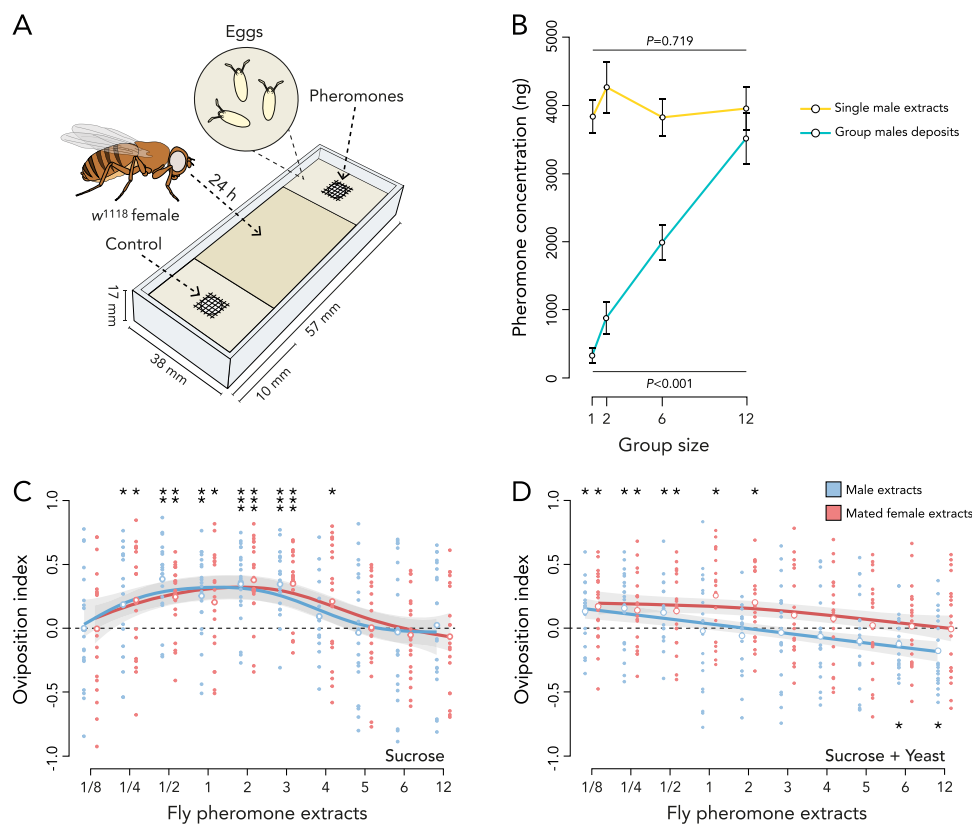 A
Eggs
Pheromones
24 h
w1118 female
Control
17 mm
38 mm
10 mm
57 mm
B
Pheromone concentration (ng)
5000
4000
3000
2000
1000
0
P=0.719
P<0.001
1 2 6 12
Group size
Single male extracts
Group males deposits
C
* * * * * * * * * * * * * * * * * * * * * *
Oviposition index
1.0
0.5
0.0
-0.5
-1.0
Sucrose
1/8 1/4 1/2 1 2 3 4 5 6 12
Fly pheromone extracts
D
* * * * * * * *
Male extracts
Mated female extracts
Oviposition index
1.0
0.5
0.0
-0.5
-1.0
* *
Sucrose + Yeast
1/8 1/4 1/2 1 2 3 4 5 6 12
Fly pheromone extracts